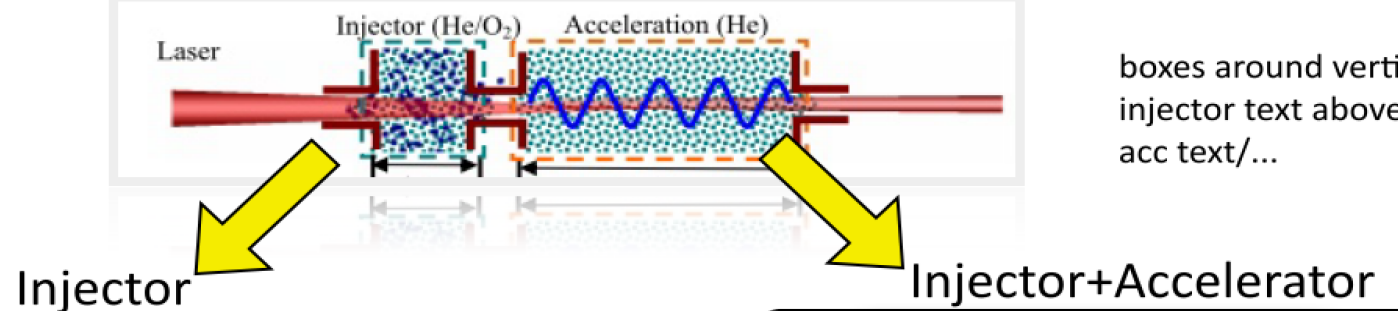 Injector (He/O₂)
Acceleration (He)
Laser
boxes around verti
injector text above
acc text/...
Injector
Injector+Accelerator